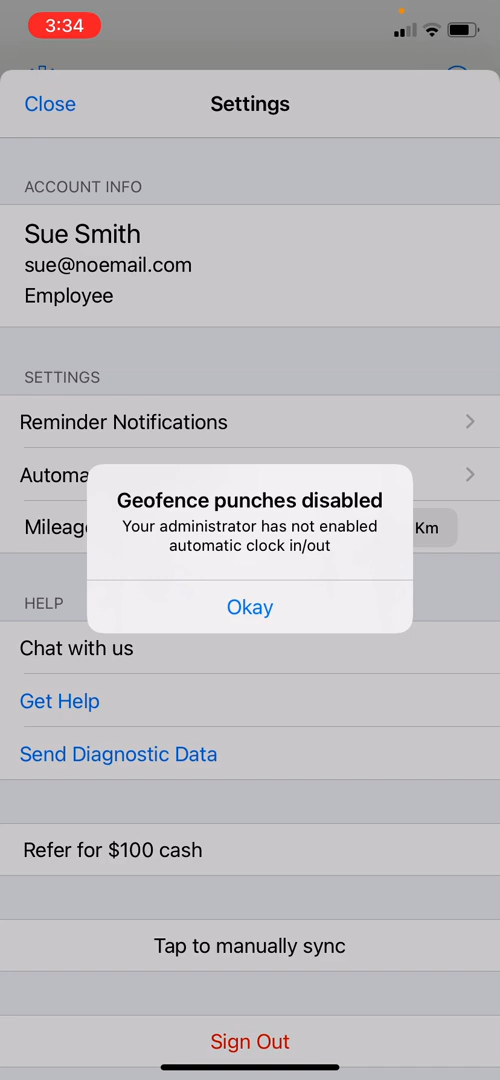 3:34
Close
Settings
ACCOUNT INFO
Sue Smith
sue@noemail.com
Employee
SETTINGS
Reminder Notifications
Automa
Mileag
Km
Geofence punches disabled
Your administrator has not enabled
automatic clock in/out
Okay
HELP
Chat with us
Get Help
Send Diagnostic Data
Refer for $100 cash
Tap to manually sync
Sign Out